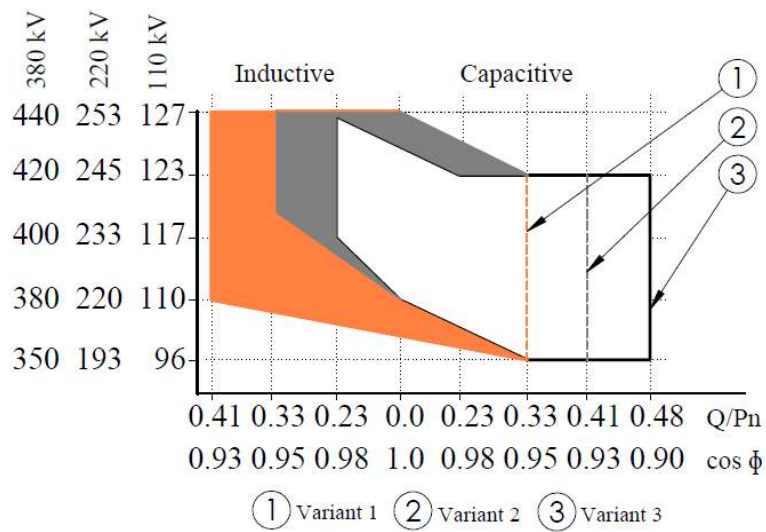 380 kV
220 kV
110 kV
Inductive Capacitive
440 253 127
420 245 123
400 233 117
380 220 110
350 193 96
1
2
3
0.41 0.33 0.23 0.0 0.23 0.33 0.41 0.48 Q/Pn
0.93 0.95 0.98 1.0 0.98 0.95 0.93 0.90 cos ϕ
1 Variant 1 2 Variant 2 3 Variant 3